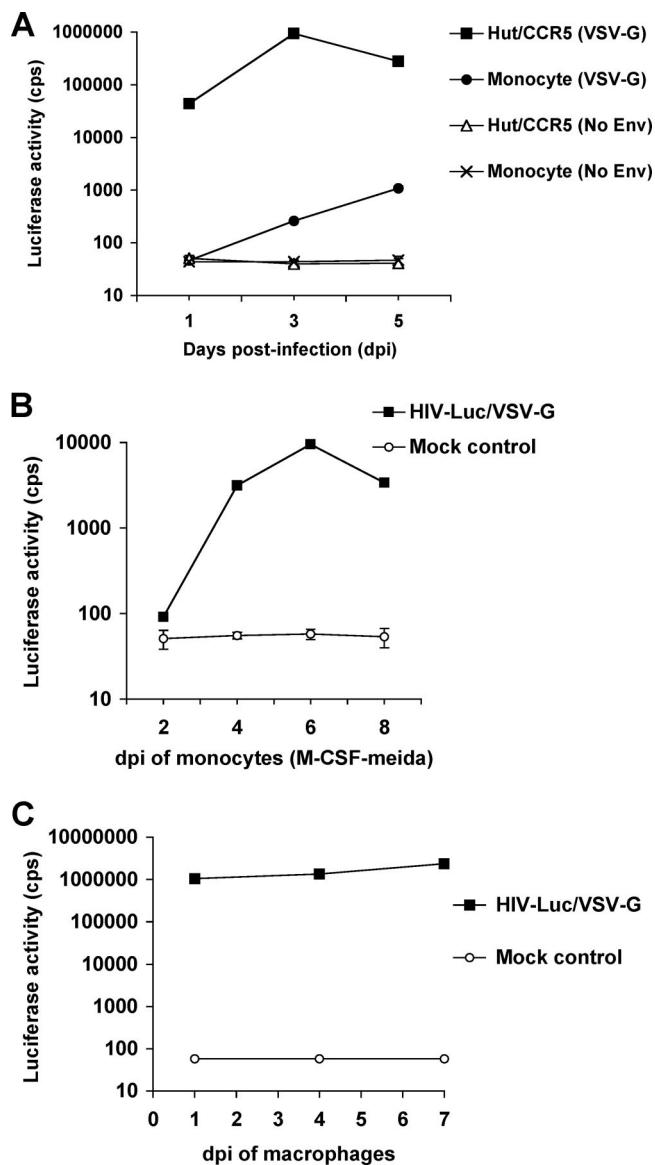 A
Luciferase activity (cps)
1000000
100000
10000
1000
100
10
1 3 5
Days post-infection (dpi)
Hut/CCR5 (VSV-G)
Monocyte (VSV-G)
Hut/CCR5 (No Env)
Monocyte (No Env)
B
Luciferase activity (cps)
10000
1000
100
10
2 4 6 8
dpi of monocytes (M-CSF-meida)
HIV-Luc/VSV-G
Mock control
C
Luciferase activity (cps)
10000000
1000000
100000
10000
1000
100
10
0 1 2 3 4 5 6 7
dpi of macrophages
HIV-Luc/VSV-G
Mock control